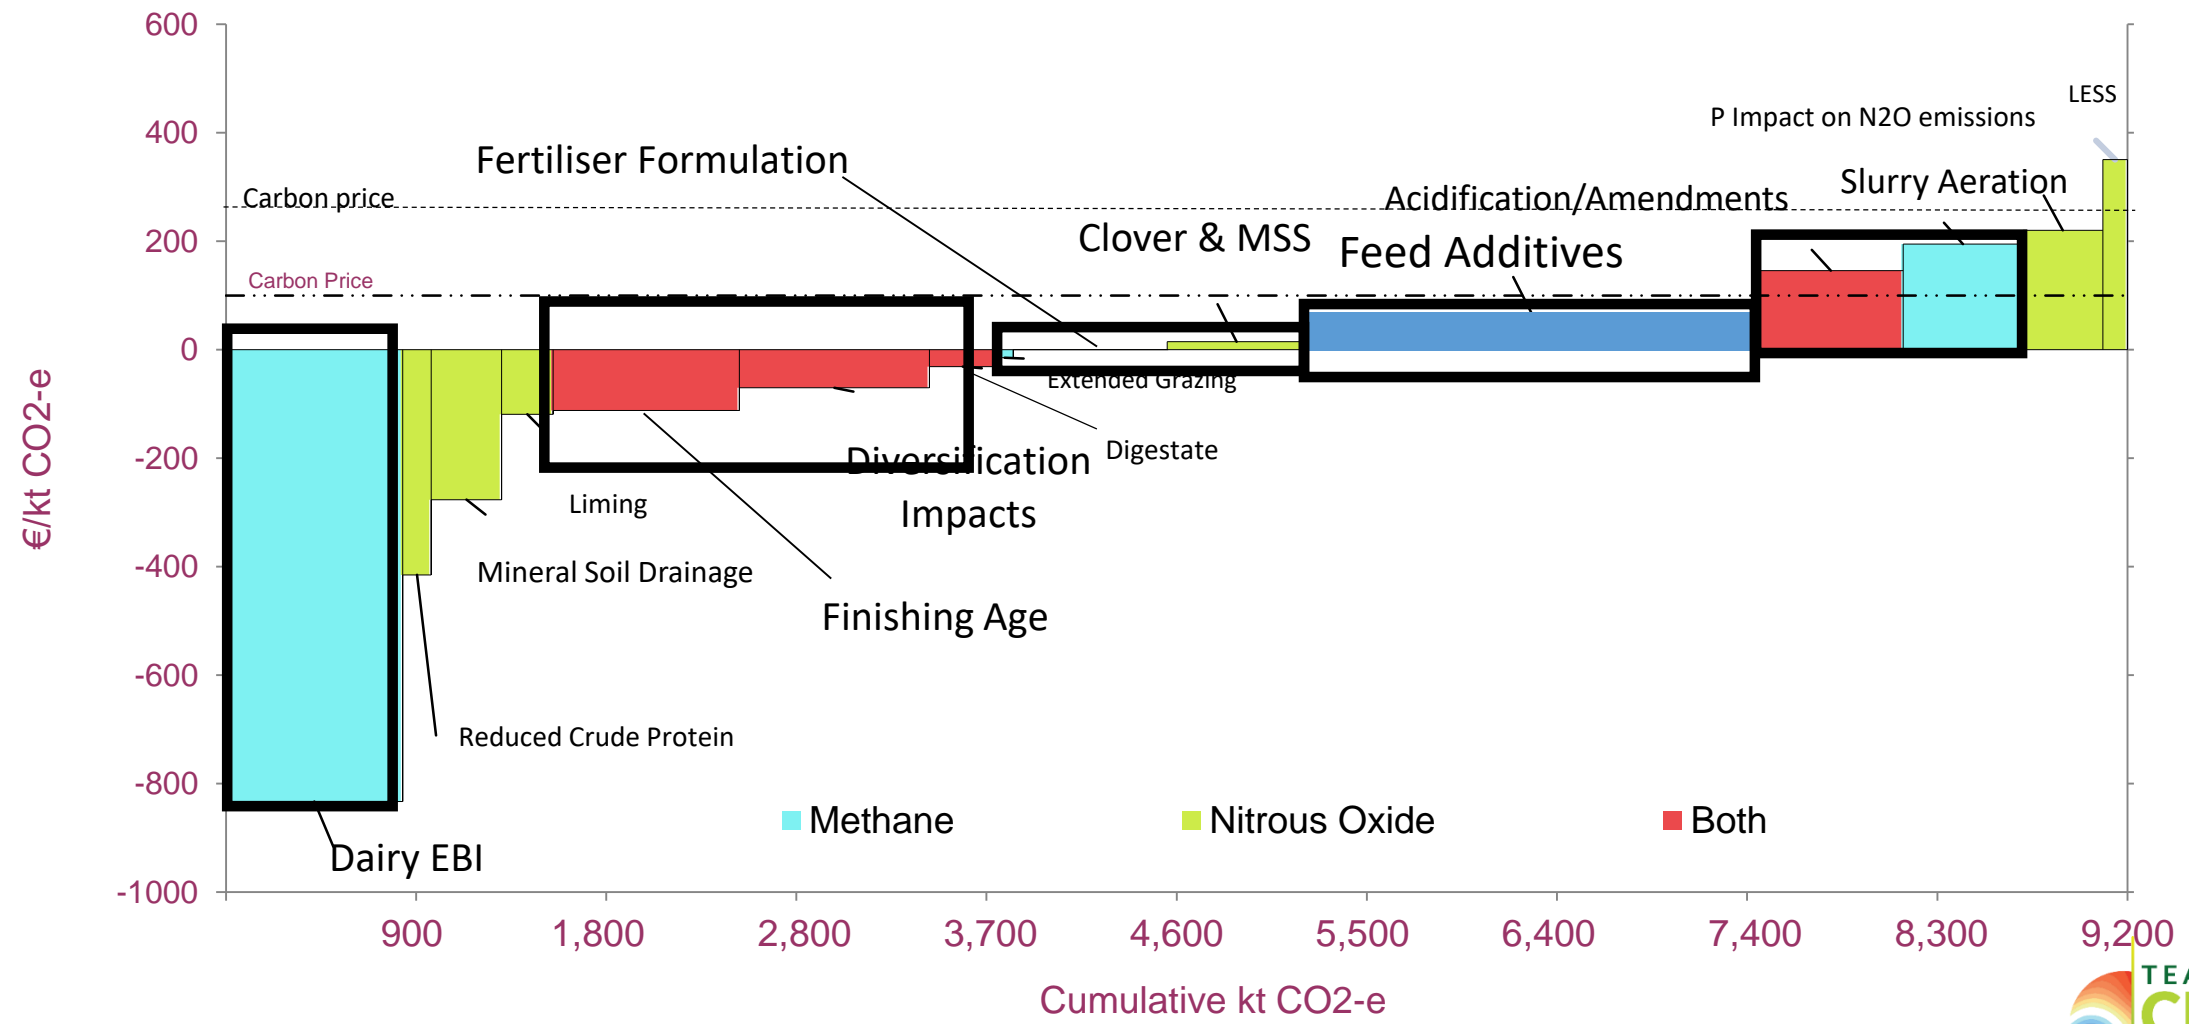 600
400
200
0
-200
-400
-600
-800
-1000
€/kt CO2-e
LESS
P Impact on N2O emissions
Fertiliser Formulation
Slurry Aeration
Carbon price
Acidification/Amendments
Clover & MSS
Feed Additives
Carbon Price
Extended Grazing
Digestate
Diversification
Impacts
Liming
Mineral Soil Drainage
Finishing Age
Reduced Crude Protein
Dairy EBI
Methane
Nitrous Oxide
Both
900 1,800 2,800 3,700 4,600 5,500 6,400 7,400 8,300 9,200
Cumulative kt CO2-e